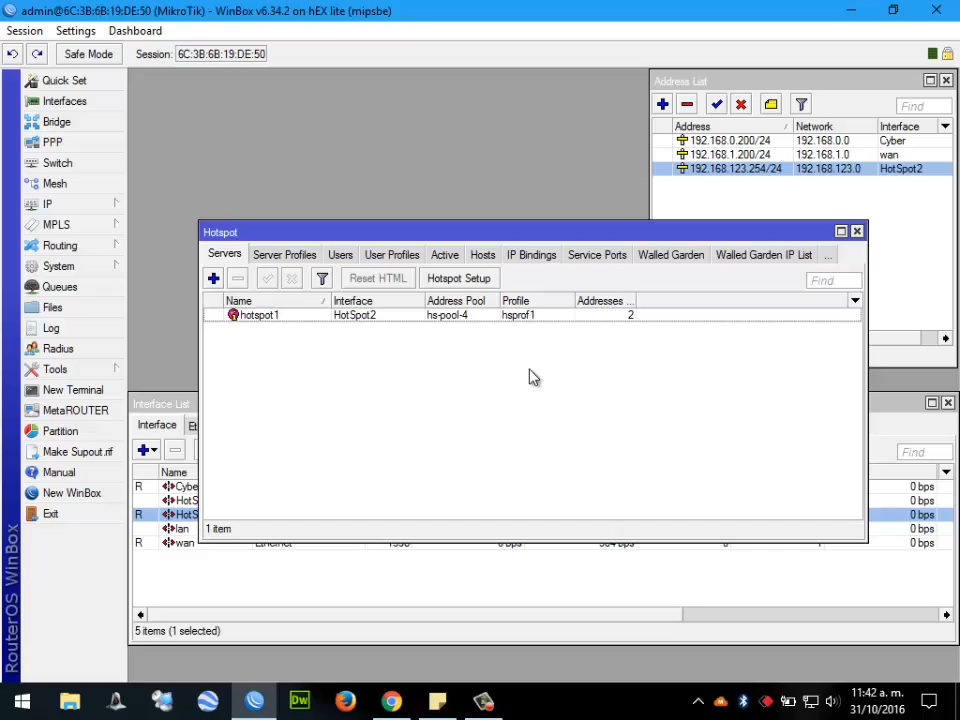 admin@6C:3B:6B:19:DE:50 (MikroTik) - WinBox v6.34.2 on hEX lite (mipsbe)
Session Settings Dashboard
Safe Mode Session: 6C:3B:6B:19:DE:50
Quick Set
Interfaces
Bridge
PPP
Switch
Mesh
IP
MPLS
Routing
System
Queues
Files
Log
Radius
Tools
New Terminal
MetaROUTER
Partition
Make Supout.rif
Manual
New WinBox
Exit
RouterOS WinBox
Address List
Find
Address Network Interface
192.168.0.200/24 192.168.0.0 Cyber
192.168.1.200/24 192.168.1.0 wan
192.168.123.254/24 192.168.123.0 HotSpot2
Hotspot
Servers Server Profiles Users User Profiles Active Hosts IP Bindings Service Ports Walled Garden Walled Garden IP List ...
Reset HTML Hotspot Setup Find
Name Interface Address Pool Profile Addresses ...
hotspot1 HotSpot2 hs-pool-4 hsprof1 2
1 item
Interface List
Interface
Find
Name
R Cybe 0 bps
HotS 0 bps
R HotS 0 bps
lan 0 bps
R wan 0 bps
5 items (1 selected)
Dw
11:42 a. m.
31/10/2016